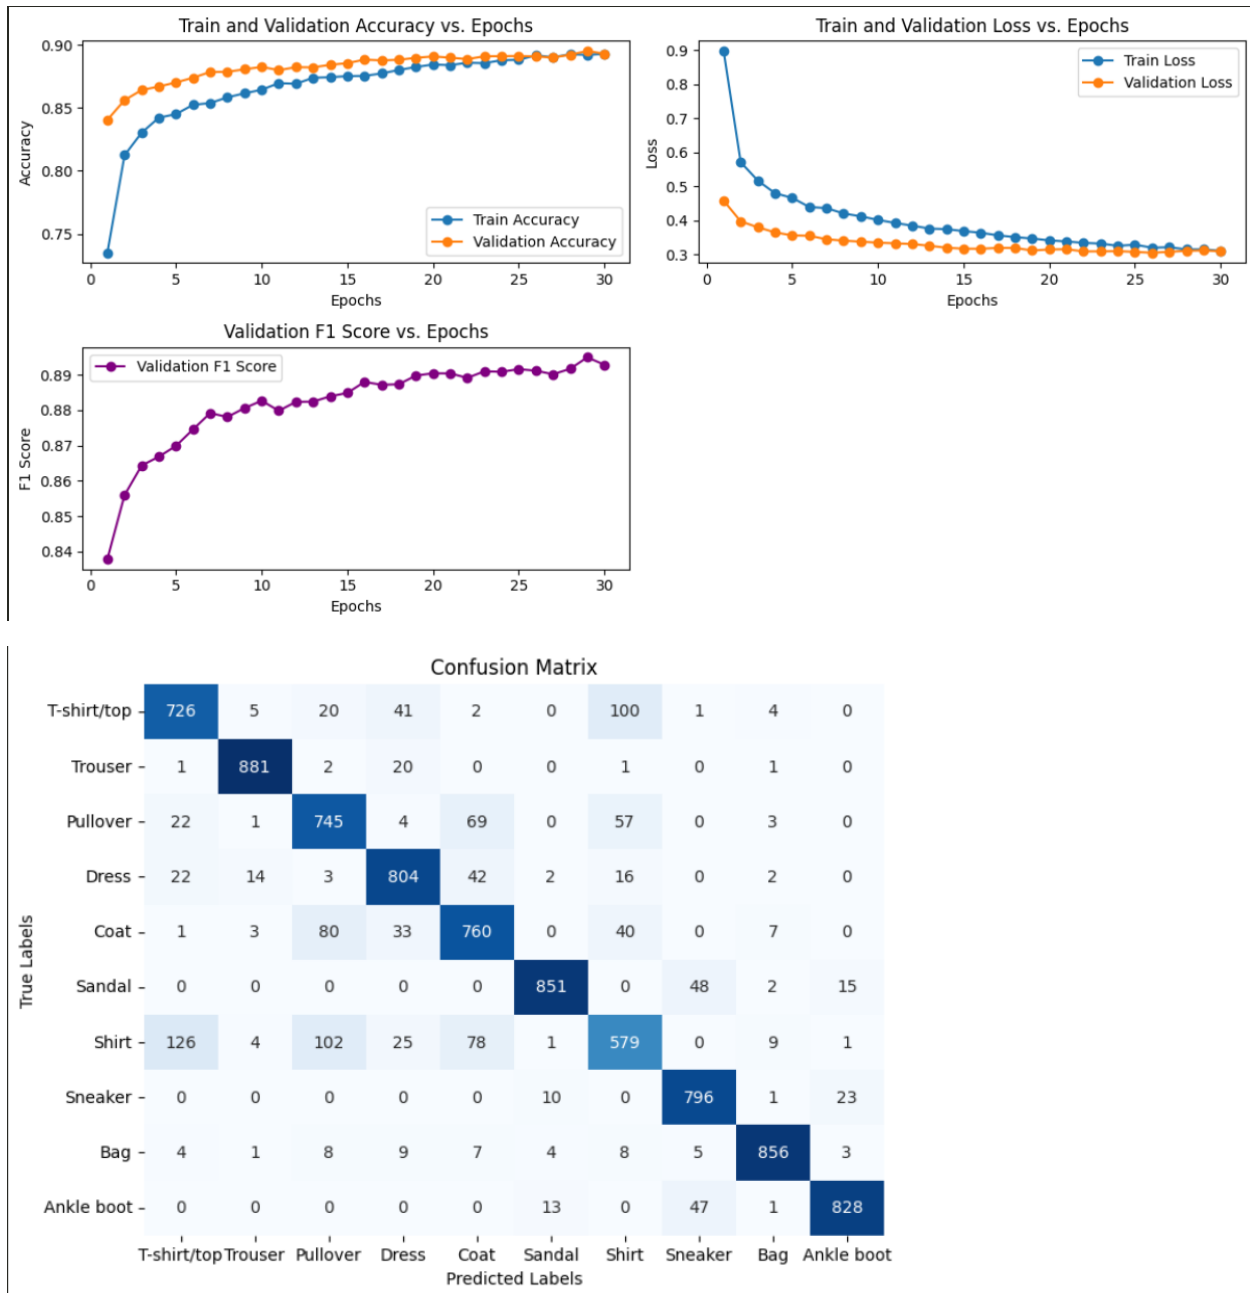 Train and Validation Accuracy vs. Epochs
0.90
0.85
0.80
0.75
Accuracy
Train Accuracy
Validation Accuracy
0 5 10 15 20 25 30
Epochs
Train and Validation Loss vs. Epochs
0.9
0.8
0.7
0.6
0.5
0.4
0.3
Loss
Train Loss
Validation Loss
0 5 10 15 20 25 30
Epochs
Validation F1 Score vs. Epochs
0.89
0.88
0.87
0.86
0.85
0.84
F1 Score
Validation F1 Score
0 5 10 15 20 25 30
Epochs
Confusion Matrix
True Labels
T-shirt/top 726 5 20 41 2 0 100 1 4 0
Trouser 1 881 2 20 0 0 1 0 1 0
Pullover 22 1 745 4 69 0 57 0 3 0
Dress 22 14 3 804 42 2 16 0 2 0
Coat 1 3 80 33 760 0 40 0 7 0
Sandal 0 0 0 0 0 851 0 48 2 15
Shirt 126 4 102 25 78 1 579 0 9 1
Sneaker 0 0 0 0 0 10 0 796 1 23
Bag 4 1 8 9 7 4 8 5 856 3
Ankle boot 0 0 0 0 0 13 0 47 1 828
T-shirt/top Trouser Pullover Dress Coat Sandal Shirt Sneaker Bag Ankle boot
Predicted Labels